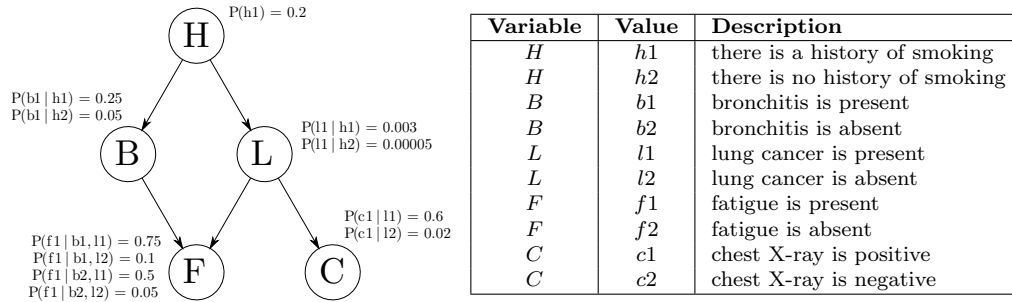 H
P(h1) = 0.2
P(b1 | h1) = 0.25
P(b1 | h2) = 0.05
B
L
P(l1 | h1) = 0.003
P(l1 | h2) = 0.00005
P(f1 | b1, l1) = 0.75
P(f1 | b1, l2) = 0.1
P(f1 | b2, l1) = 0.5
P(f1 | b2, l2) = 0.05
F
P(c1 | l1) = 0.6
P(c1 | l2) = 0.02
C
Variable Value Description
H h1 there is a history of smoking
H h2 there is no history of smoking
B b1 bronchitis is present
B b2 bronchitis is absent
L l1 lung cancer is present
L l2 lung cancer is absent
F f1 fatigue is present
F f2 fatigue is absent
C c1 chest X-ray is positive
C c2 chest X-ray is negative